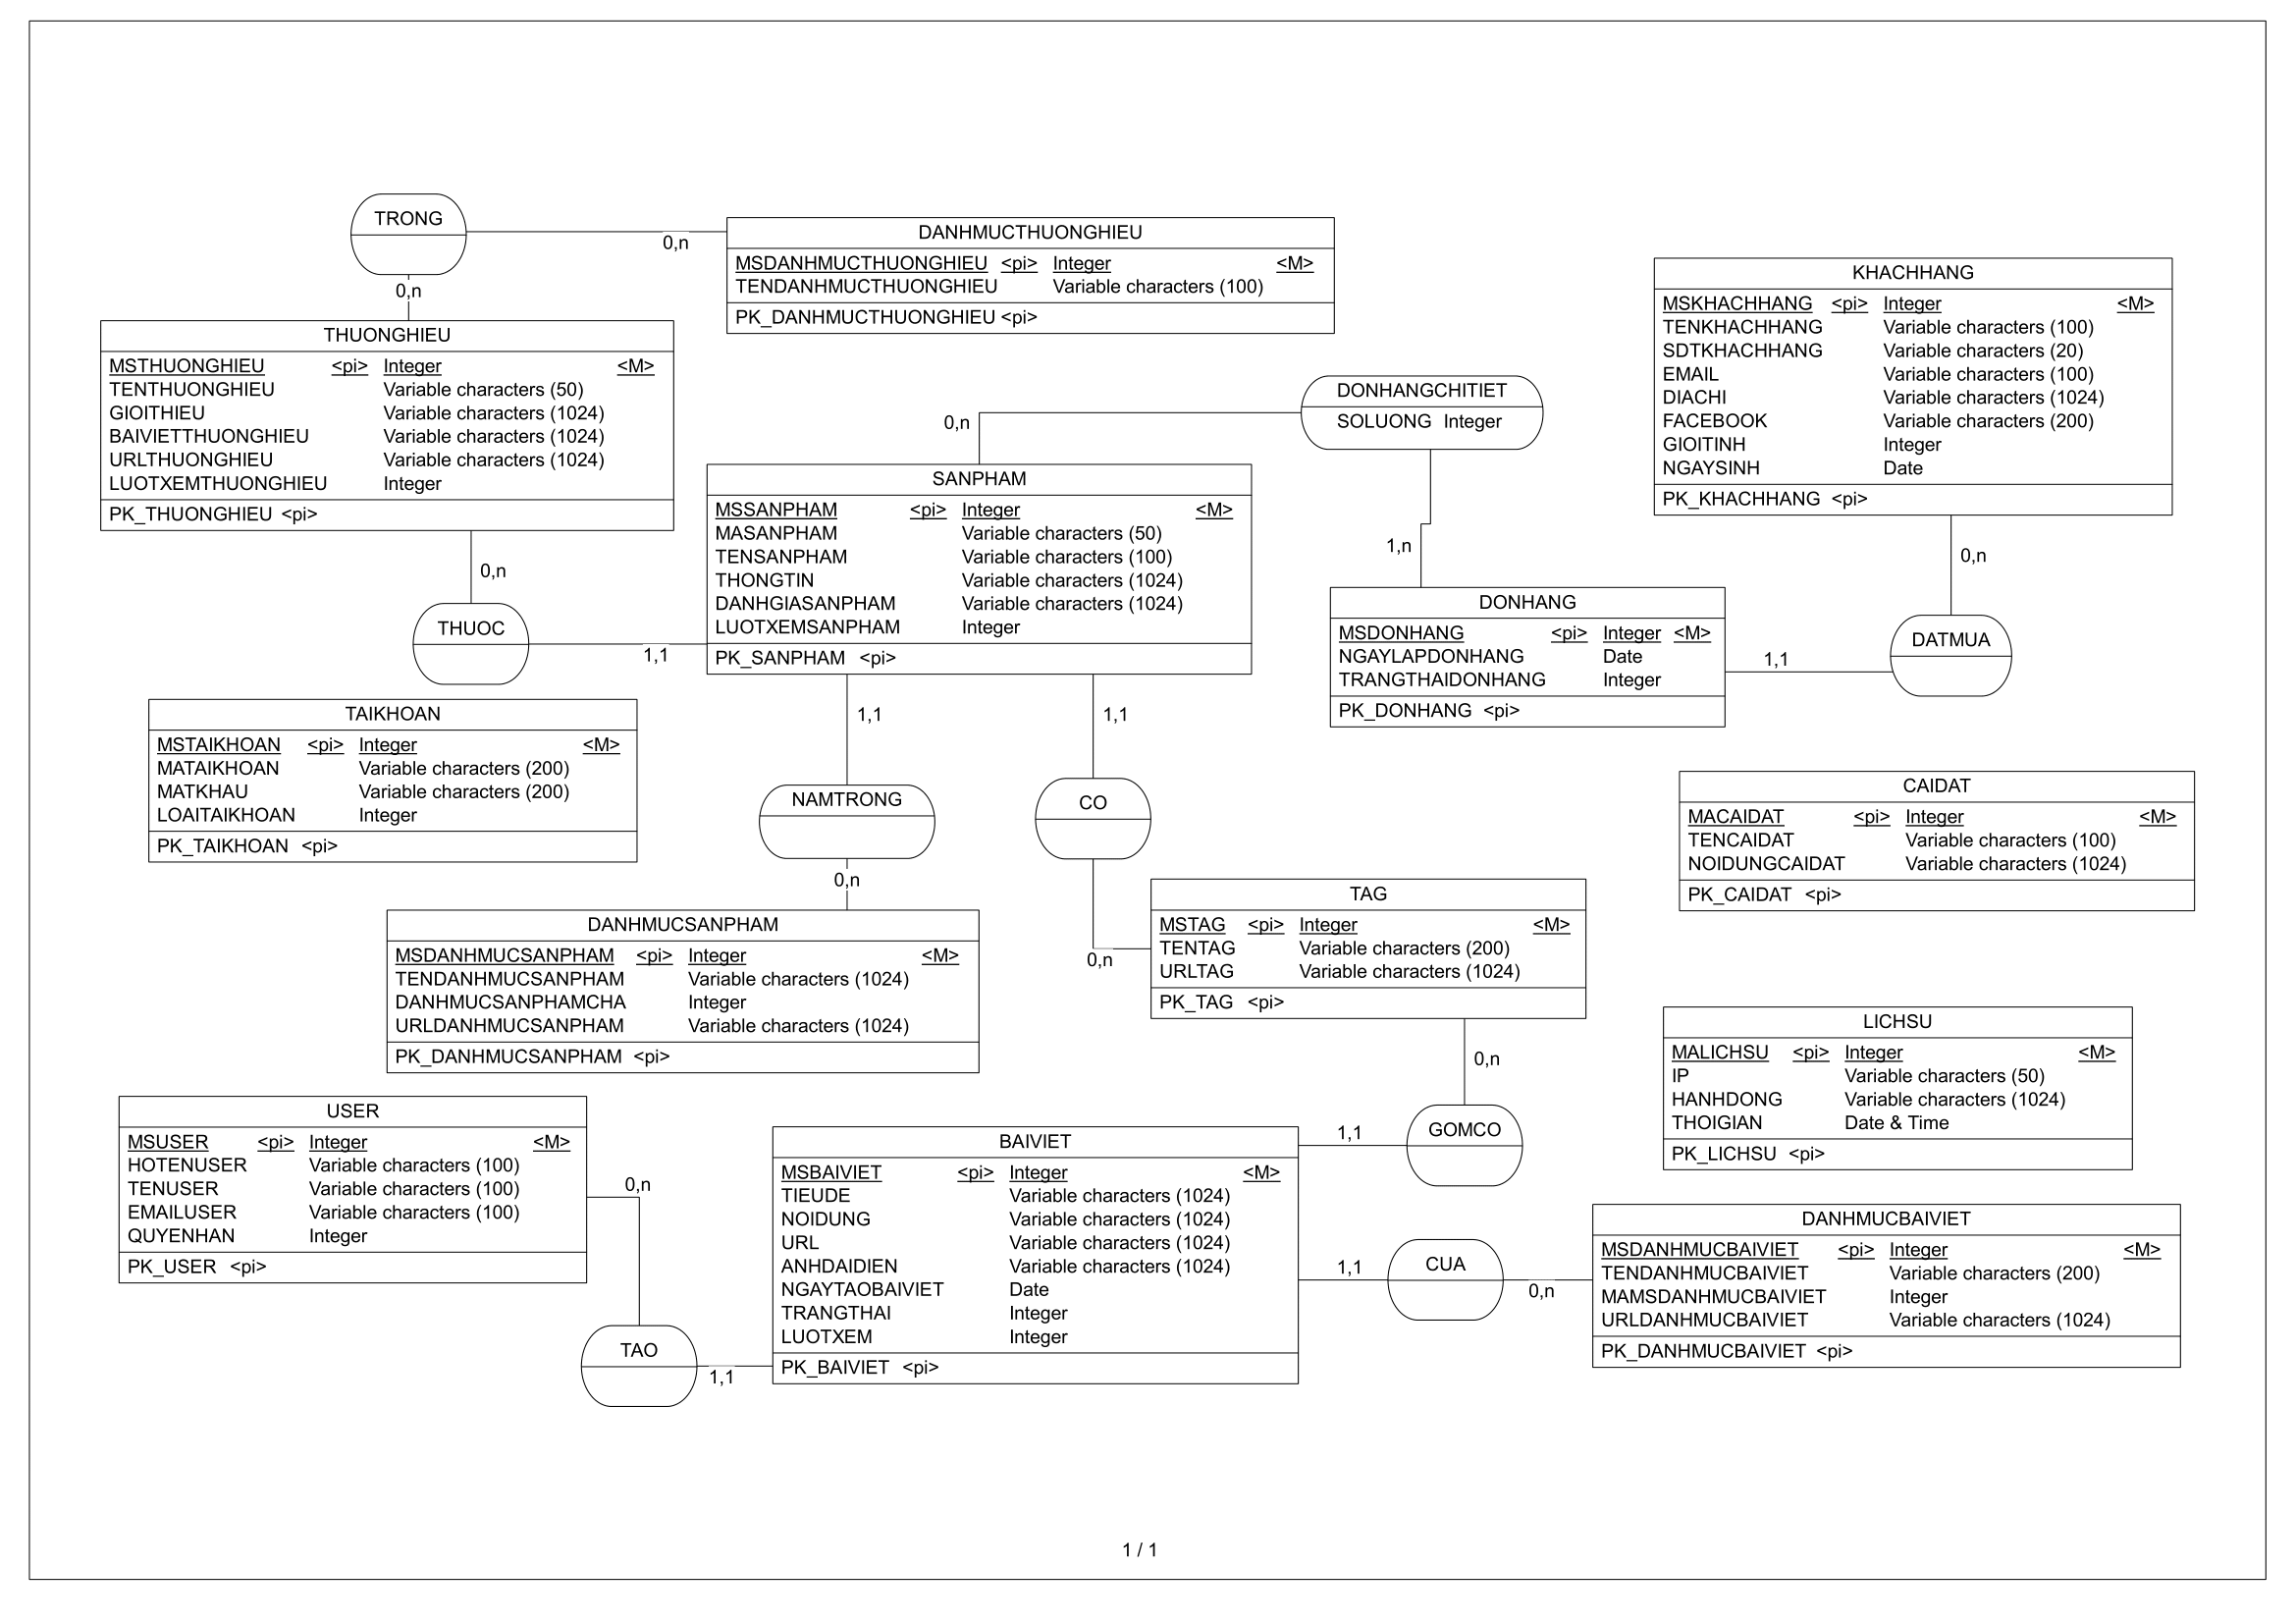 TRONG
0,n
0,n
DANHMUCTHUONGHIEU
MSDANHMUCTHUONGHIEU <pi> Integer <M>
TENDANHMUCTHUONGHIEU Variable characters (100)
PK_DANHMUCTHUONGHIEU <pi>
KHACHHANG
MSKHACHHANG <pi> Integer <M>
TENKHACHHANG Variable characters (100)
SDTKHACHHANG Variable characters (20)
EMAIL Variable characters (100)
DIACHI Variable characters (1024)
FACEBOOK Variable characters (200)
GIOITINH Integer
NGAYSINH Date
PK_KHACHHANG <pi>
THUONGHIEU
MSTHUONGHIEU <pi> Integer <M>
TENTHUONGHIEU Variable characters (50)
GIOITHIEU Variable characters (1024)
BAIVIETTHUONGHIEU Variable characters (1024)
URLTHUONGHIEU Variable characters (1024)
LUOTXEMTHUONGHIEU Integer
PK_THUONGHIEU <pi>
DONHANGCHITIET
SOLUONG Integer
0,n
1,n
SANPHAM
MSSANPHAM <pi> Integer <M>
MASANPHAM Variable characters (50)
TENSANPHAM Variable characters (100)
THONGTIN Variable characters (1024)
DANHGIASANPHAM Variable characters (1024)
LUOTXEMSANPHAM Integer
PK_SANPHAM <pi>
0,n
THUOC
1,1
DONHANG
MSDONHANG <pi> Integer <M>
NGAYLAPDONHANG Date
TRANGTHAIDONHANG Integer
PK_DONHANG <pi>
0,n
DATMUA
1,1
TAIKHOAN
MSTAIKHOAN <pi> Integer <M>
MATAIKHOAN Variable characters (200)
MATKHAU Variable characters (200)
LOAITAIKHOAN Integer
PK_TAIKHOAN <pi>
1,1
NAMTRONG
0,n
1,1
CO
0,n
CAIDAT
MACAIDAT <pi> Integer <M>
TENCAIDAT Variable characters (100)
NOIDUNGCAIDAT Variable characters (1024)
PK_CAIDAT <pi>
TAG
MSTAG <pi> Integer <M>
TENTAG Variable characters (200)
URLTAG Variable characters (1024)
PK_TAG <pi>
DANHMUCSANPHAM
MSDANHMUCSANPHAM <pi> Integer <M>
TENDANHMUCSANPHAM Variable characters (1024)
DANHMUCSANPHAMCHA Integer
URLDANHMUCSANPHAM Variable characters (1024)
PK_DANHMUCSANPHAM <pi>
LICHSU
MALICHSU <pi> Integer <M>
IP Variable characters (50)
HANHDONG Variable characters (1024)
THOIGIAN Date & Time
PK_LICHSU <pi>
0,n
GOMCO
1,1
USER
MSUSER <pi> Integer <M>
HOTENUSER Variable characters (100)
TENUSER Variable characters (100)
EMAILUSER Variable characters (100)
QUYENHAN Integer
PK_USER <pi>
0,n
TAO
1,1
BAIVIET
MSBAIVIET <pi> Integer <M>
TIEUDE Variable characters (1024)
NOIDUNG Variable characters (1024)
URL Variable characters (1024)
ANHDAIDIEN Variable characters (1024)
NGAYTAOBAIVIET Date
TRANGTHAI Integer
LUOTXEM Integer
PK_BAIVIET <pi>
1,1
CUA
0,n
DANHMUCBAIVIET
MSDANHMUCBAIVIET <pi> Integer <M>
TENDANHMUCBAIVIET Variable characters (200)
MAMSDANHMUCBAIVIET Integer
URLDANHMUCBAIVIET Variable characters (1024)
PK_DANHMUCBAIVIET <pi>
1 / 1